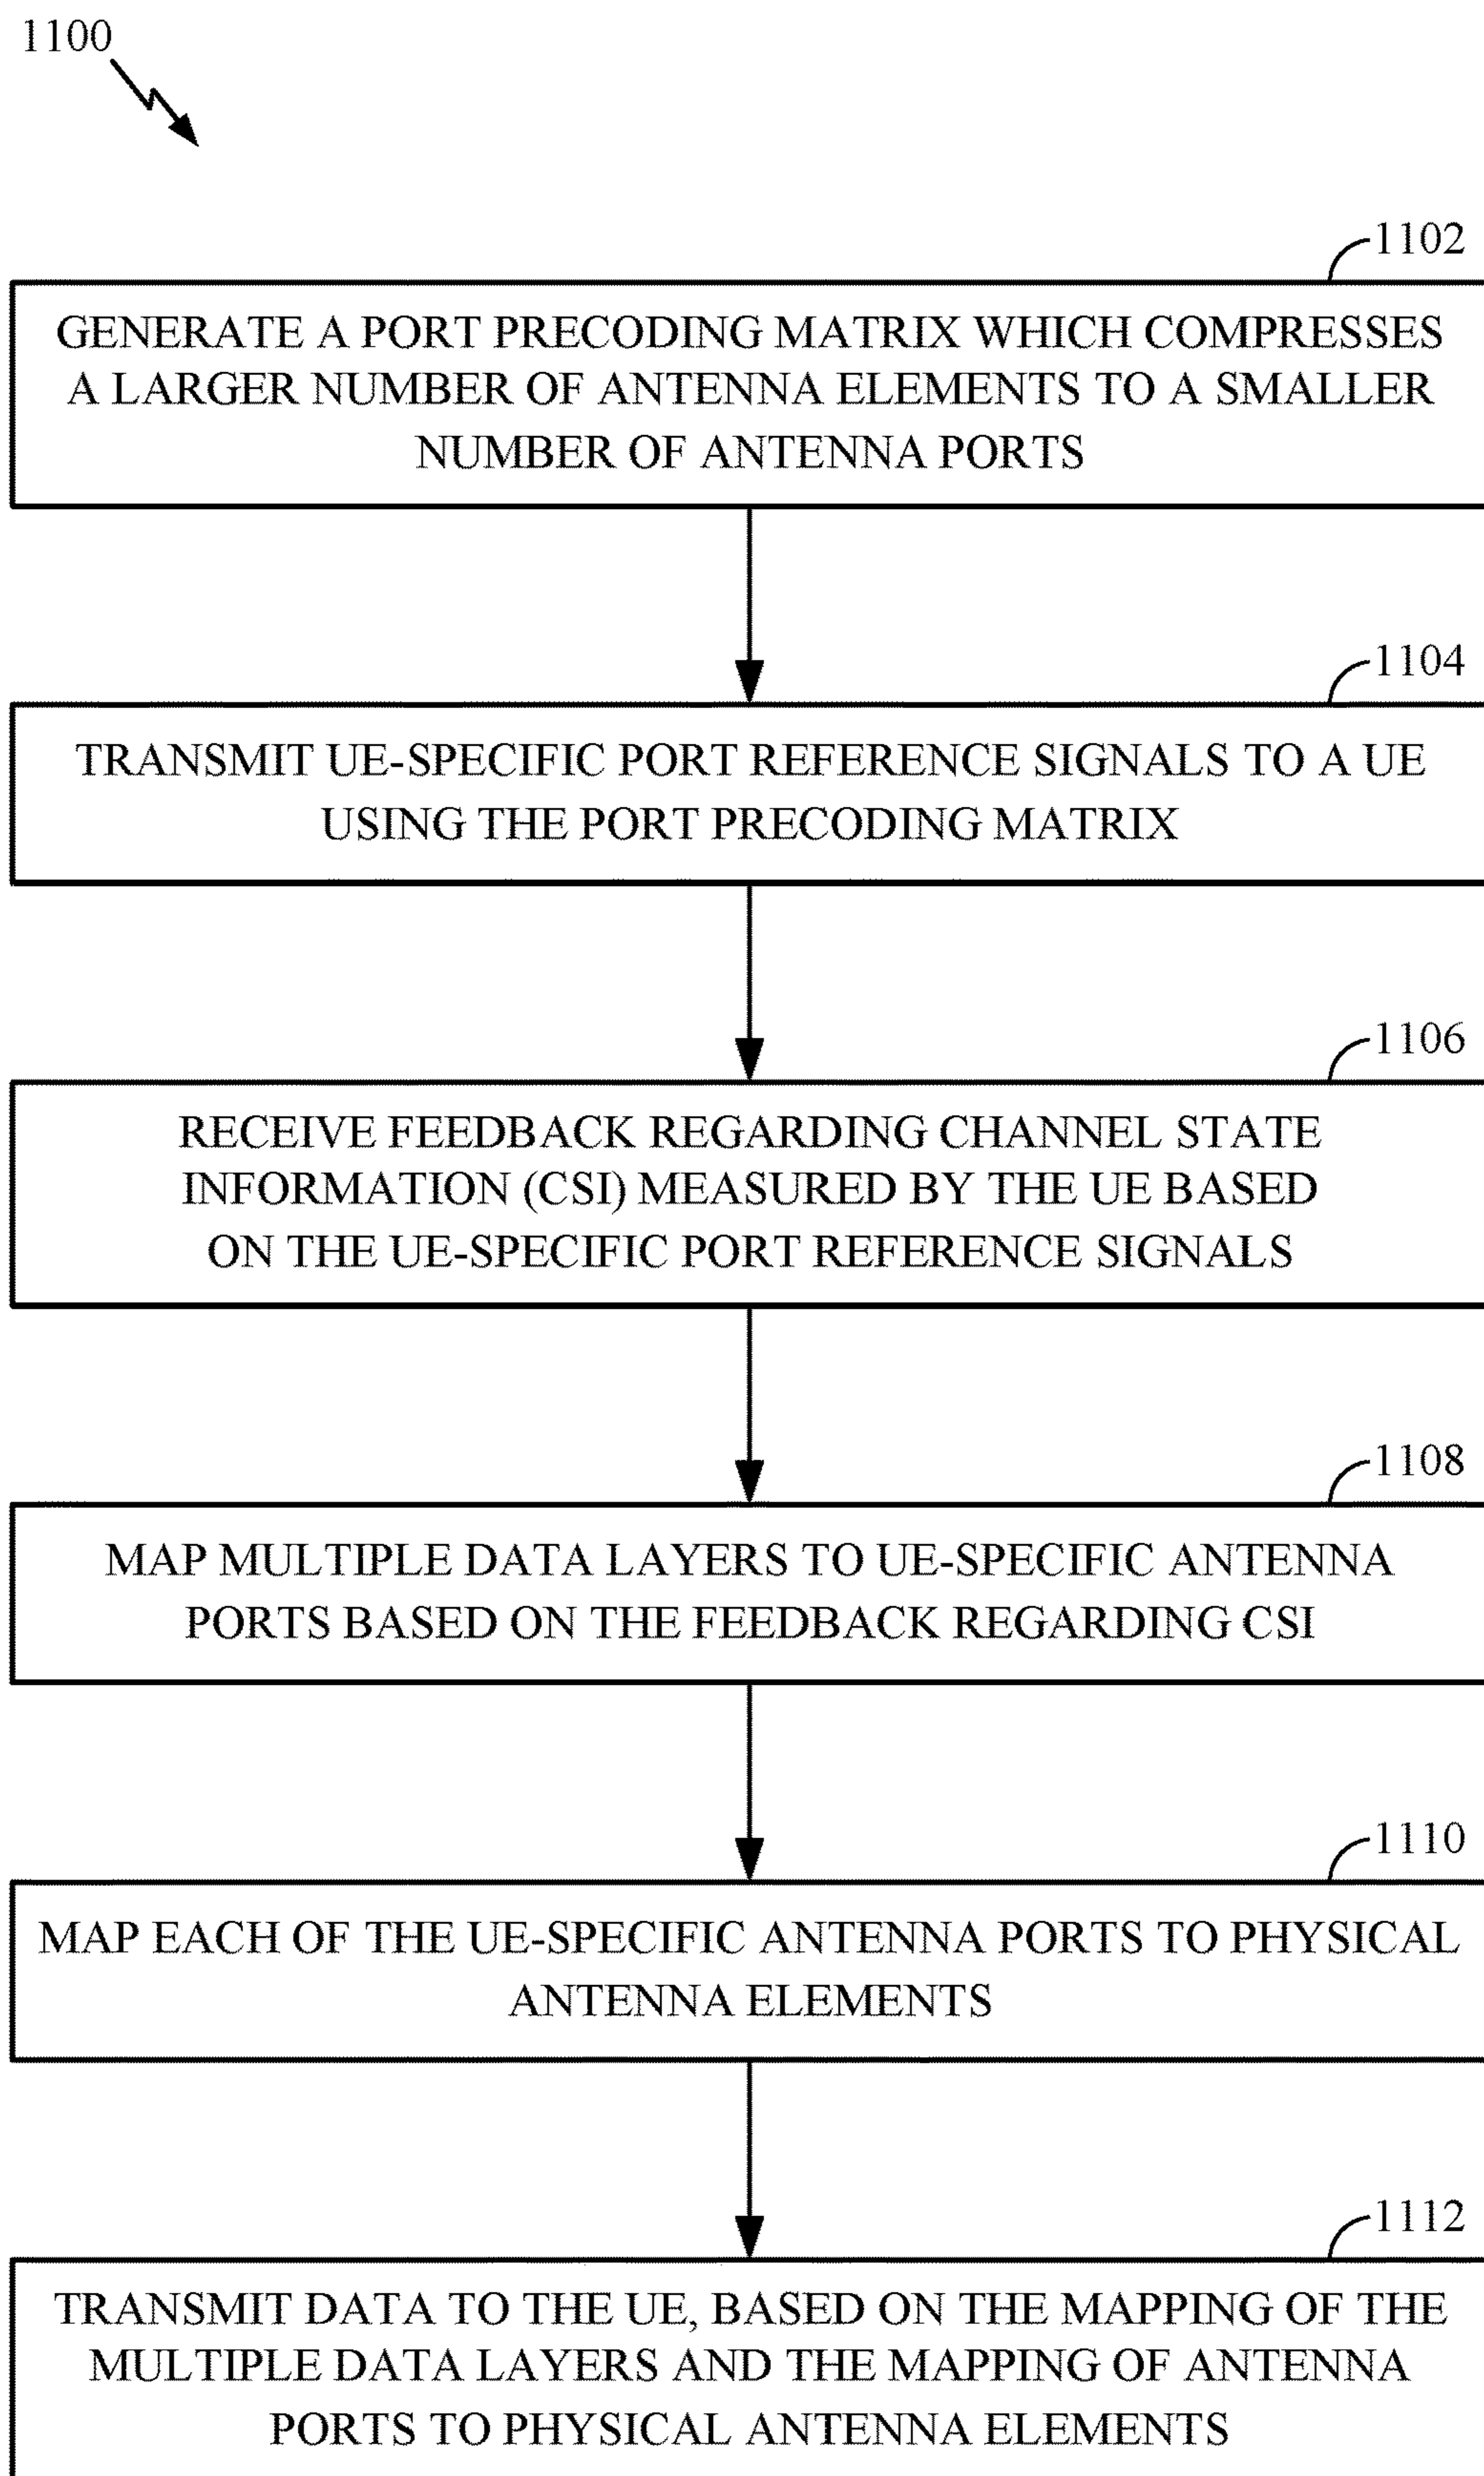 1100
1102
GENERATE A PORT PRECODING MATRIX WHICH COMPRESSES
A LARGER NUMBER OF ANTENNA ELEMENTS TO A SMALLER
NUMBER OF ANTENNA PORTS
1104
TRANSMIT UE-SPECIFIC PORT REFERENCE SIGNALS TO A UE
USING THE PORT PRECODING MATRIX
1106
RECEIVE FEEDBACK REGARDING CHANNEL STATE
INFORMATION (CSI) MEASURED BY THE UE BASED
ON THE UE-SPECIFIC PORT REFERENCE SIGNALS
1108
MAP MULTIPLE DATA LAYERS TO UE-SPECIFIC ANTENNA
PORTS BASED ON THE FEEDBACK REGARDING CSI
1110
MAP EACH OF THE UE-SPECIFIC ANTENNA PORTS TO PHYSICAL
ANTENNA ELEMENTS
1112
TRANSMIT DATA TO THE UE, BASED ON THE MAPPING OF THE
MULTIPLE DATA LAYERS AND THE MAPPING OF ANTENNA
PORTS TO PHYSICAL ANTENNA ELEMENTS